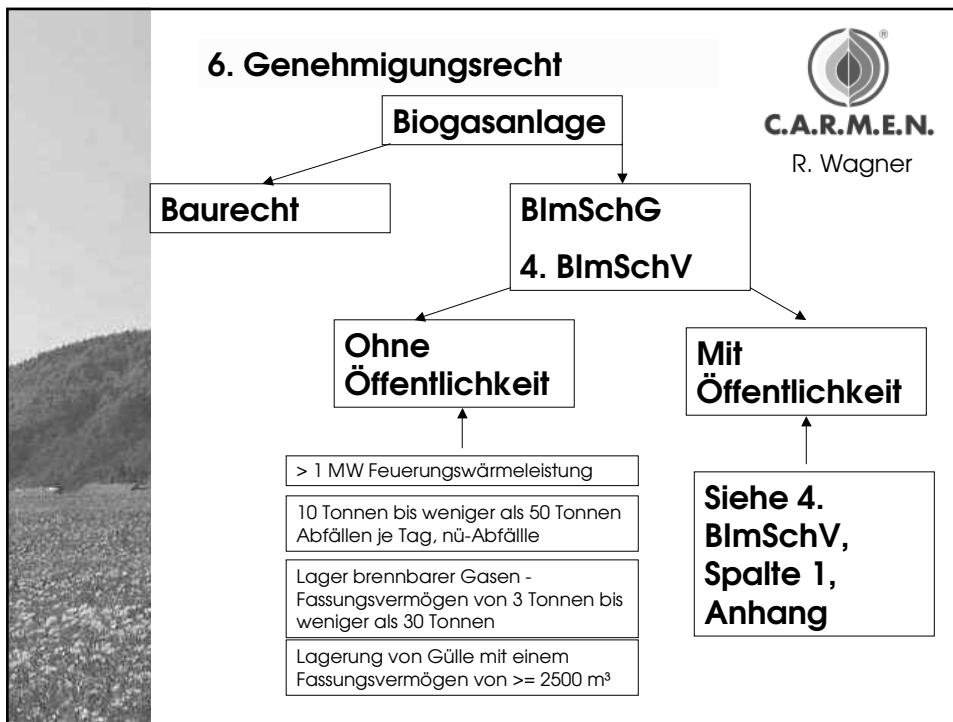 6. Genehmigungsrecht
®
C.A.R.M.E.N.
R. Wagner
Biogasanlage
Baurecht
BImSchG
4. BImSchV
Ohne
Öffentlichkeit
Mit
Öffentlichkeit
> 1 MW Feuerungswärmeleistung
10 Tonnen bis weniger als 50 Tonnen
Abfällen je Tag, nü-Abfällle
Lager brennbarer Gasen -
Fassungsvermögen von 3 Tonnen bis
weniger als 30 Tonnen
Lagerung von Gülle mit einem
Fassungsvermögen von >= 2500 m³
Siehe 4.
BImSchV,
Spalte 1,
Anhang